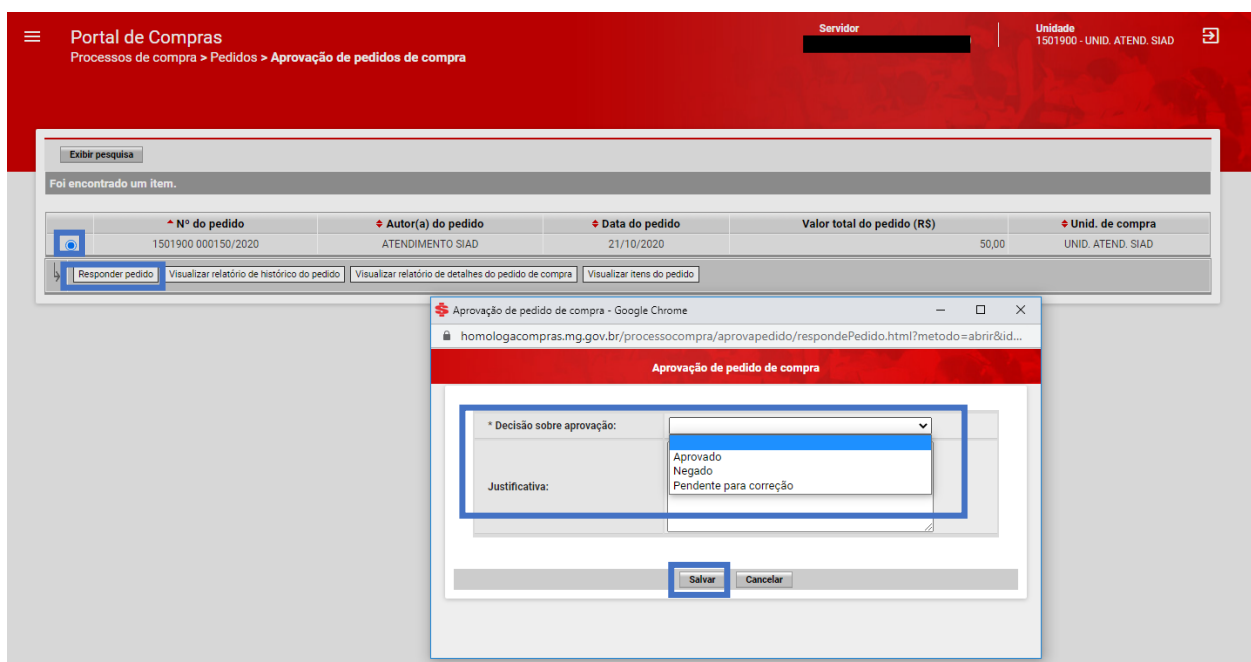 Portal de Compras
Processos de compra > Pedidos > Aprovação de pedidos de compra
Servidor
Unidade
1501900 - UNID. ATEND. SIAD
Exibir pesquisa
Foi encontrado um item.
Nº do pedido Autor(a) do pedido Data do pedido Valor total do pedido (R$) Unid. de compra
1501900 000150/2020 ATENDIMENTO SIAD 21/10/2020 50,00 UNID. ATEND. SIAD
Responder pedido Visualizar relatório de histórico do pedido Visualizar relatório de detalhes do pedido de compra Visualizar itens do pedido
Aprovação de pedido de compra - Google Chrome
homologacompras.mg.gov.br/processocompra/aprovapedido/respondePedido.html?metodo=abrir&id...
Aprovação de pedido de compra
* Decisão sobre aprovação:
Aprovado
Negado
Pendente para correção
Justificativa:
Salvar Cancelar